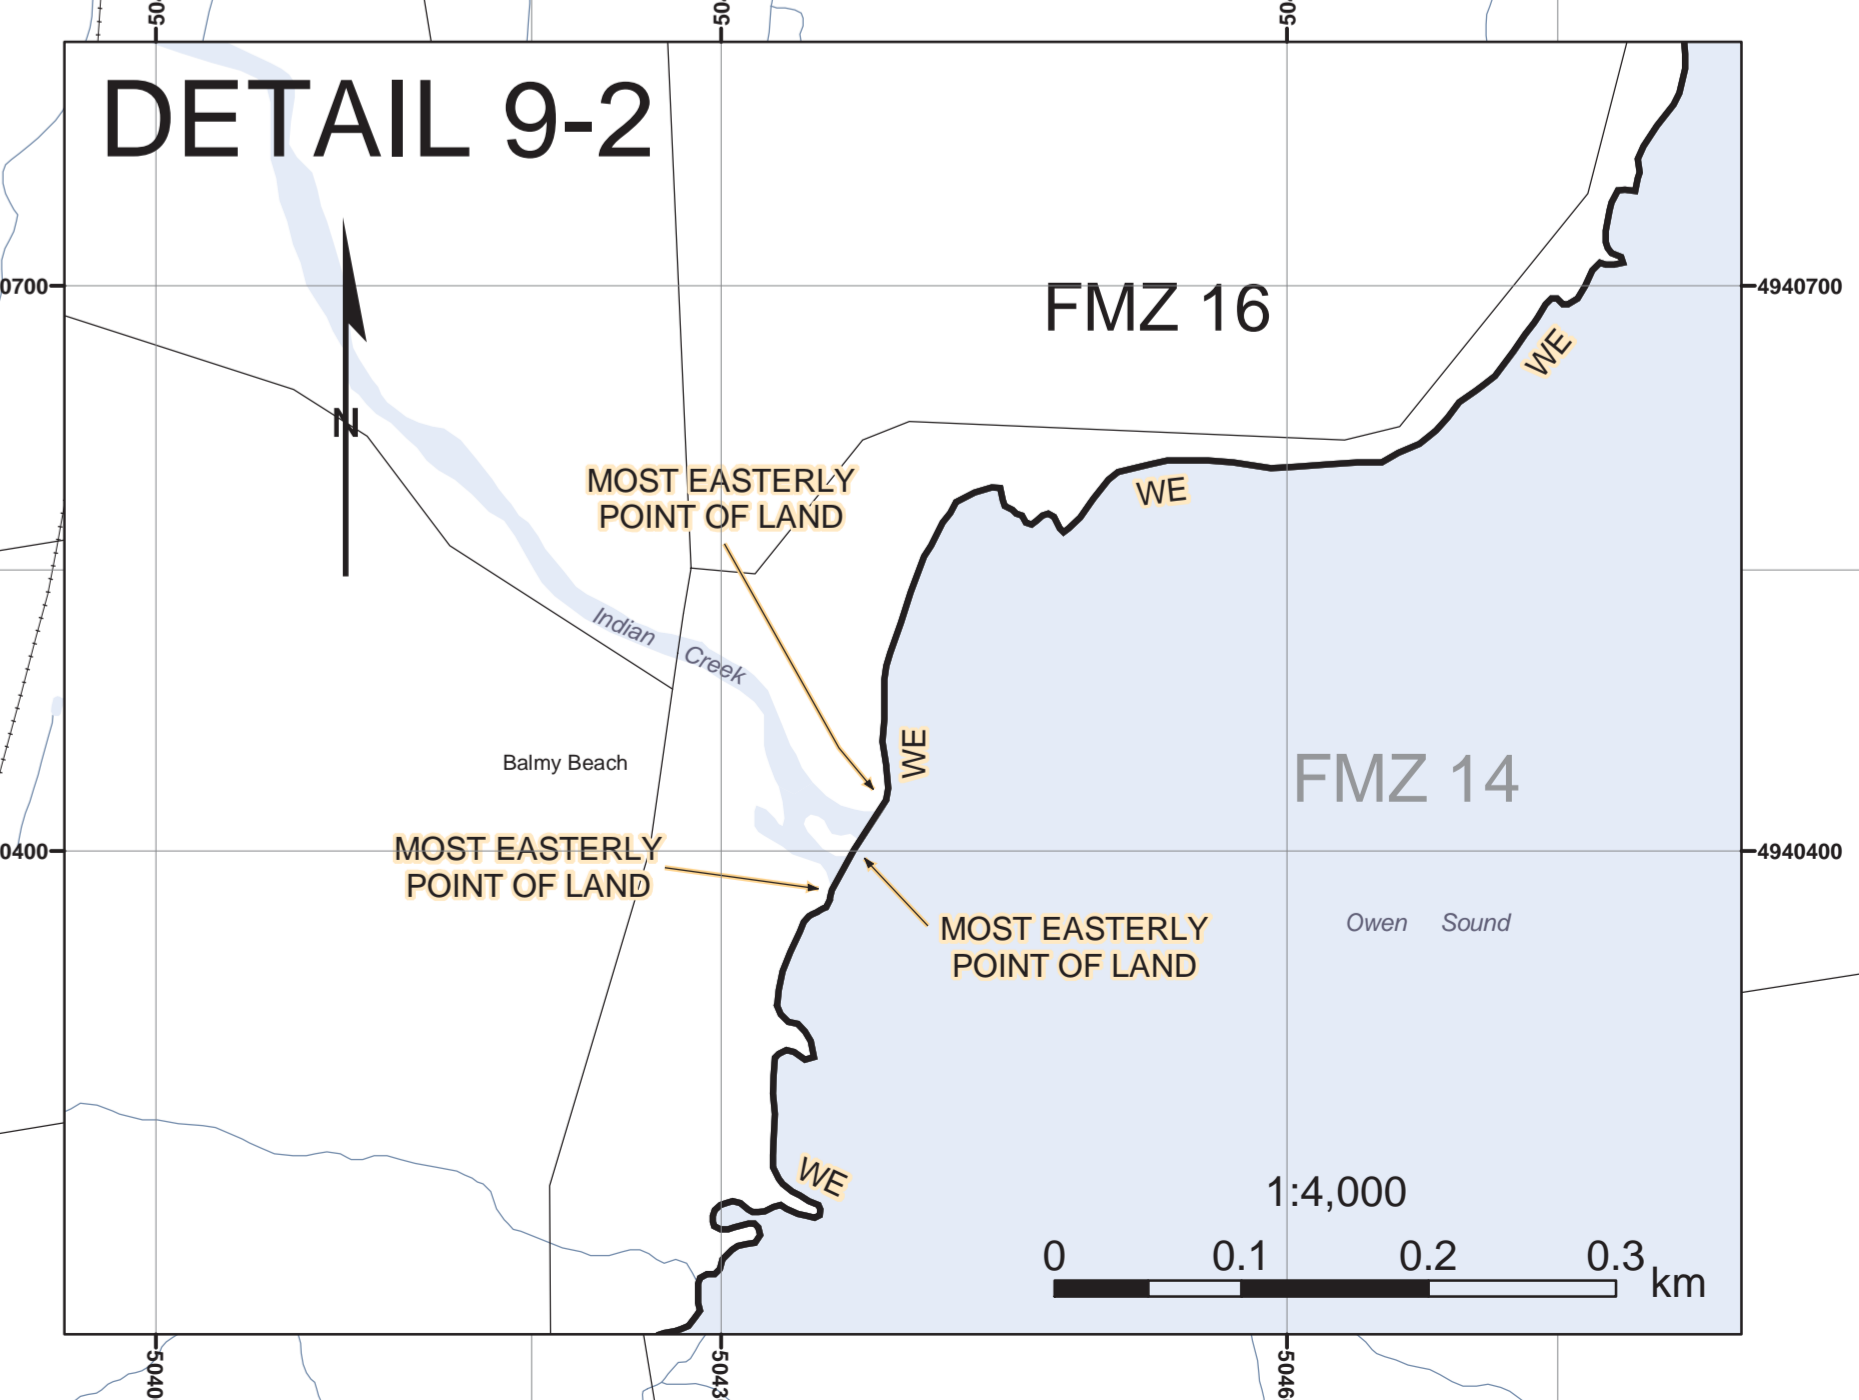 DETAIL 9-2
0700
4940700
FMZ 16
WE
N
MOST EASTERLY
POINT OF LAND
WE
Indian Creek
WE
Balmy Beach
FMZ 14
0400
4940400
MOST EASTERLY
POINT OF LAND
MOST EASTERLY
POINT OF LAND
Owen Sound
WE
1:4,000
0 0.1 0.2 0.3 km
5040 5043 5046